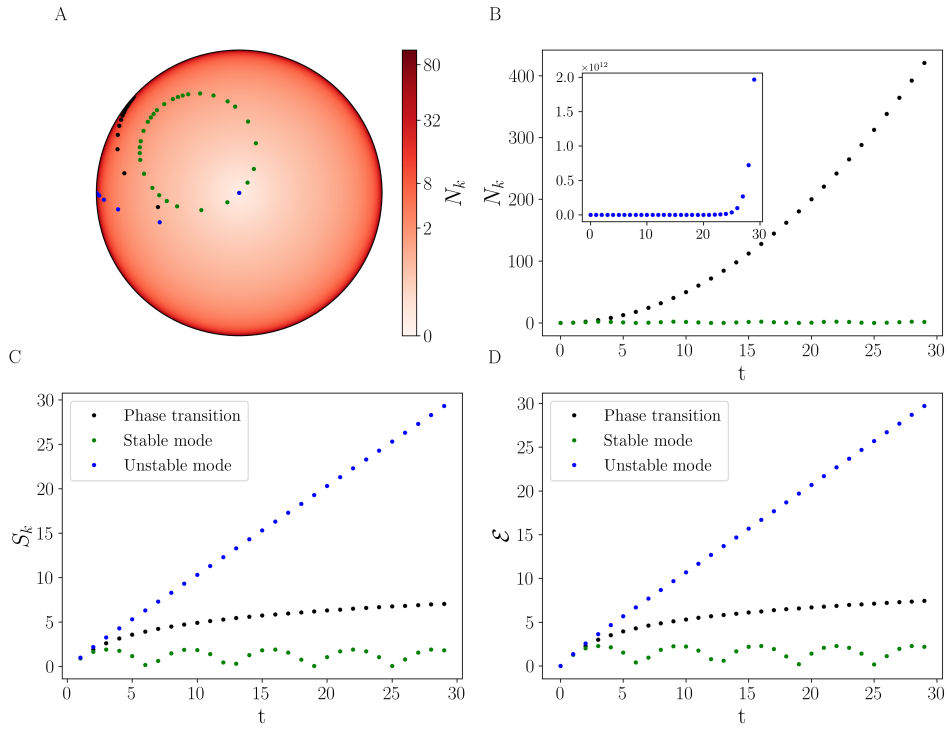 A
80
32
8
2
0
N_k
B
×10^12
2.0
1.5
1.0
0.5
0.0
0 10 20 30
400
300
200
100
0
N_k
0 5 10 15 20 25 30
t
C
30
25
20
15
10
5
0
S_k
Phase transition
Stable mode
Unstable mode
0 5 10 15 20 25 30
t
D
30
25
20
15
10
5
0
ℰ
Phase transition
Stable mode
Unstable mode
0 5 10 15 20 25 30
t